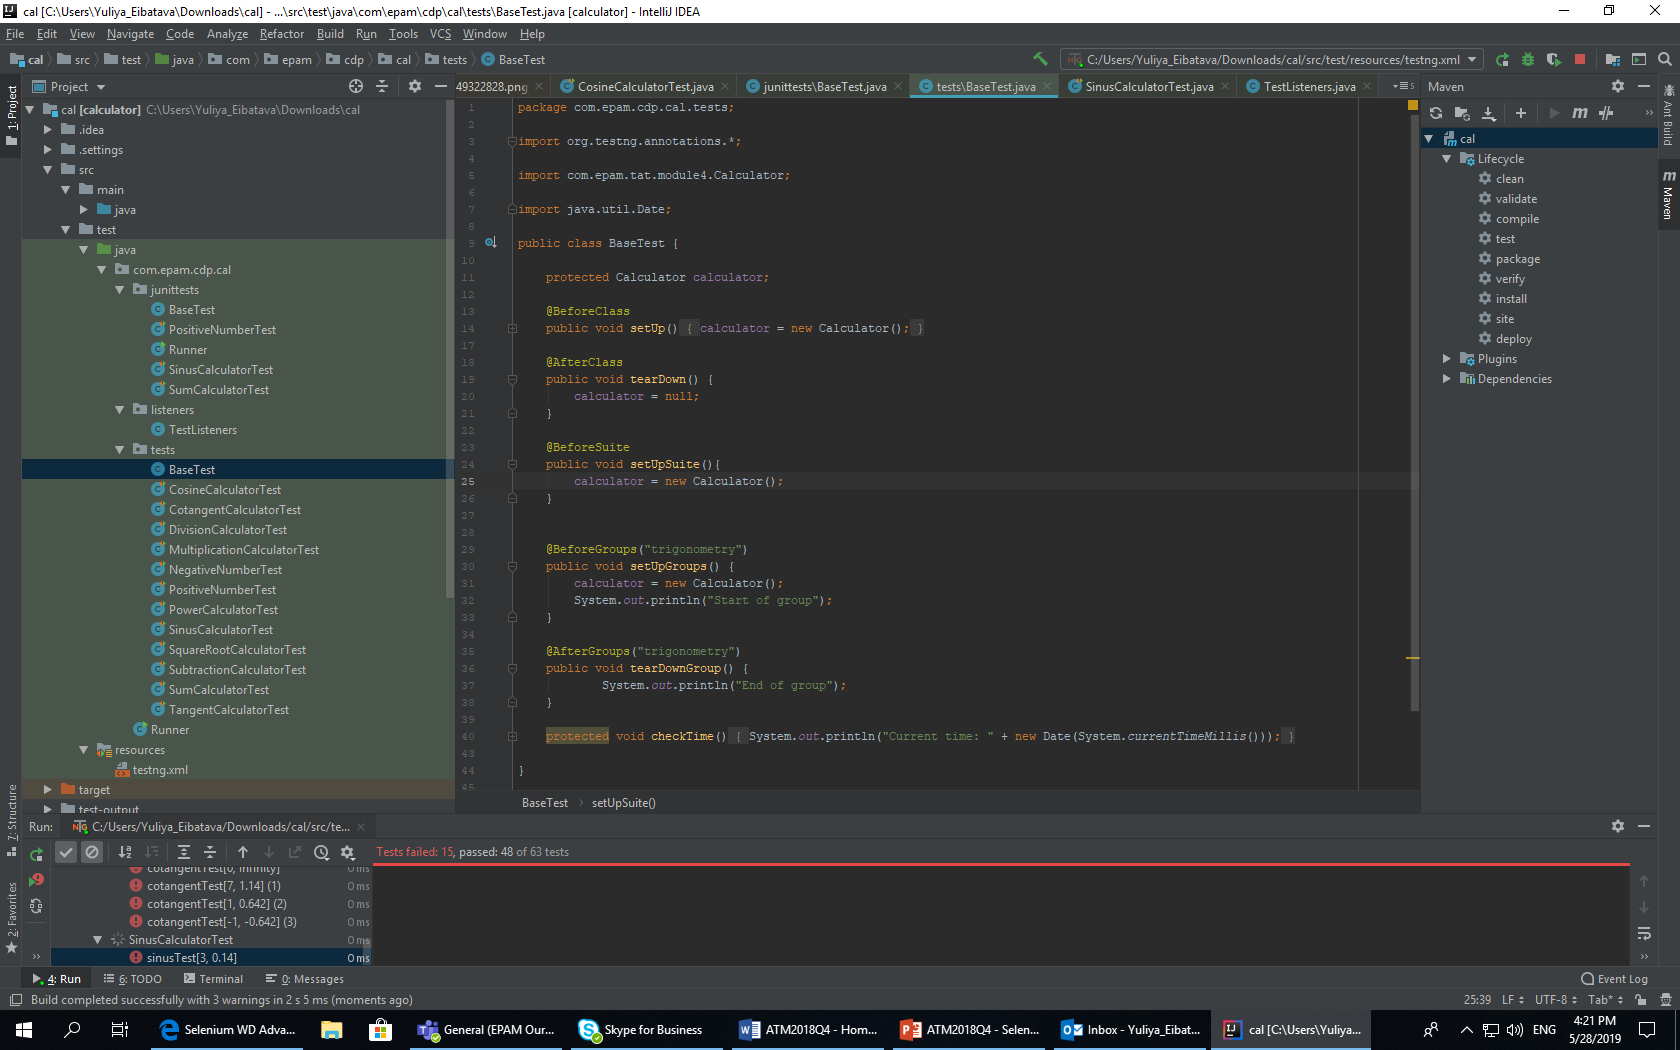 cal [C:\Users\Yuliya_Eibatava\Downloads\cal] - ...\src\test\java\com\epam\cdp\cal\tests\BaseTest.java [calculator] - IntelliJ IDEA
File Edit View Navigate Code Analyze Refactor Build Run Tools VCS Window Help
cal src test java com epam cdp cal tests BaseTest
C:/Users/Yuliya_Eibatava/Downloads/cal/src/test/resources/testng.xml
Project
49322828.png CosineCalculatorTest.java junittests\BaseTest.java tests\BaseTest.java SinusCalculatorTest.java TestListeners.java
Maven
1: Project
cal [calculator] C:\Users\Yuliya_Eibatava\Downloads\cal
.idea
.settings
src
main
java
test
java
com.epam.cdp.cal
junittests
BaseTest
PositiveNumberTest
Runner
SinusCalculatorTest
SumCalculatorTest
listeners
TestListeners
tests
BaseTest
CosineCalculatorTest
CotangentCalculatorTest
DivisionCalculatorTest
MultiplicationCalculatorTest
NegativeNumberTest
PositiveNumberTest
PowerCalculatorTest
SinusCalculatorTest
SquareRootCalculatorTest
SubtractionCalculatorTest
SumCalculatorTest
TangentCalculatorTest
Runner
resources
testng.xml
target
test-output
7: Structure
2: Favorites
1 package com.epam.cdp.cal.tests;
2
3 import org.testng.annotations.*;
4
5 import com.epam.tat.module4.Calculator;
6
7 import java.util.Date;
8
9 public class BaseTest {
10
11 protected Calculator calculator;
12
13 @BeforeClass
14 public void setUp() { calculator = new Calculator(); }
17
18 @AfterClass
19 public void tearDown() {
20 calculator = null;
21 }
22
23 @BeforeSuite
24 public void setUpSuite(){
25 calculator = new Calculator();
26 }
27
28
29 @BeforeGroups("trigonometry")
30 public void setUpGroups() {
31 calculator = new Calculator();
32 System.out.println("Start of group");
33 }
34
35 @AfterGroups("trigonometry")
36 public void tearDownGroup() {
37 System.out.println("End of group");
38 }
39
40 protected void checkTime() { System.out.println("Current time: " + new Date(System.currentTimeMillis())); }
43
44 }
45
BaseTest setUpSuite()
cal
Lifecycle
clean
validate
compile
test
package
verify
install
site
deploy
Plugins
Dependencies
Ant Build
Maven
Run: C:/Users/Yuliya_Eibatava/Downloads/cal/src/te...
Tests failed: 15, passed: 48 of 63 tests
cotangentTest[0, Infinity] 0 ms
cotangentTest[7, 1.14] (1) 0 ms
cotangentTest[1, 0.642] (2) 0 ms
cotangentTest[-1, -0.642] (3) 0 ms
SinusCalculatorTest 0 ms
sinusTest[3, 0.14] 0 ms
4: Run 6: TODO Terminal 0: Messages Event Log
Build completed successfully with 3 warnings in 2 s 5 ms (moments ago) 25:39 LF UTF-8 Tab*
Selenium WD Adva... General (EPAM Our... Skype for Business ATM2018Q4 - Hom... ATM2018Q4 - Selen... Inbox - Yuliya_Eibat... cal [C:\Users\Yuliya... ENG 4:21 PM
5/28/2019